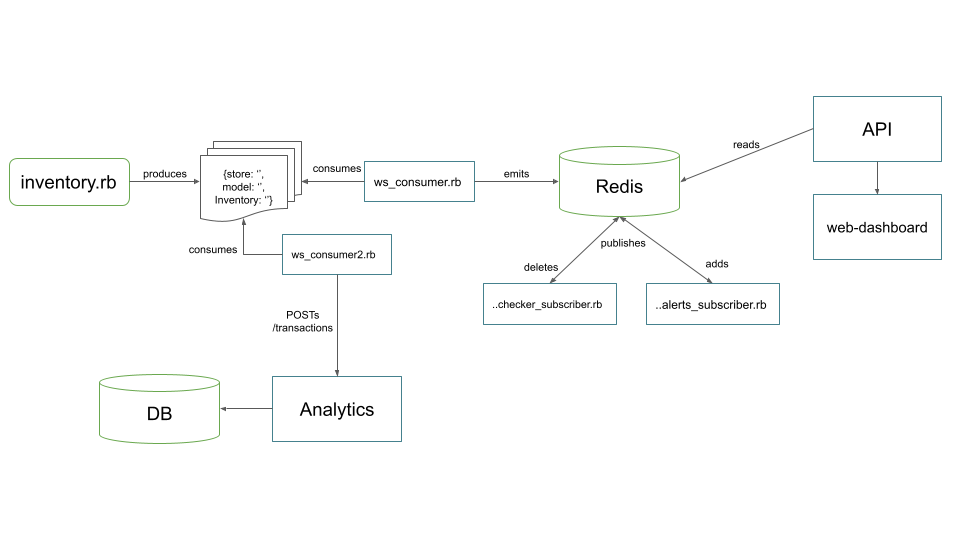 API
reads
inventory.rb
produces
{store: '',
model: '',
Inventory: ''}
consumes
ws_consumer.rb
emits
Redis
web-dashboard
consumes
ws_consumer2.rb
publishes
deletes
adds
..checker_subscriber.rb
..alerts_subscriber.rb
POSTs
/transactions
DB
Analytics